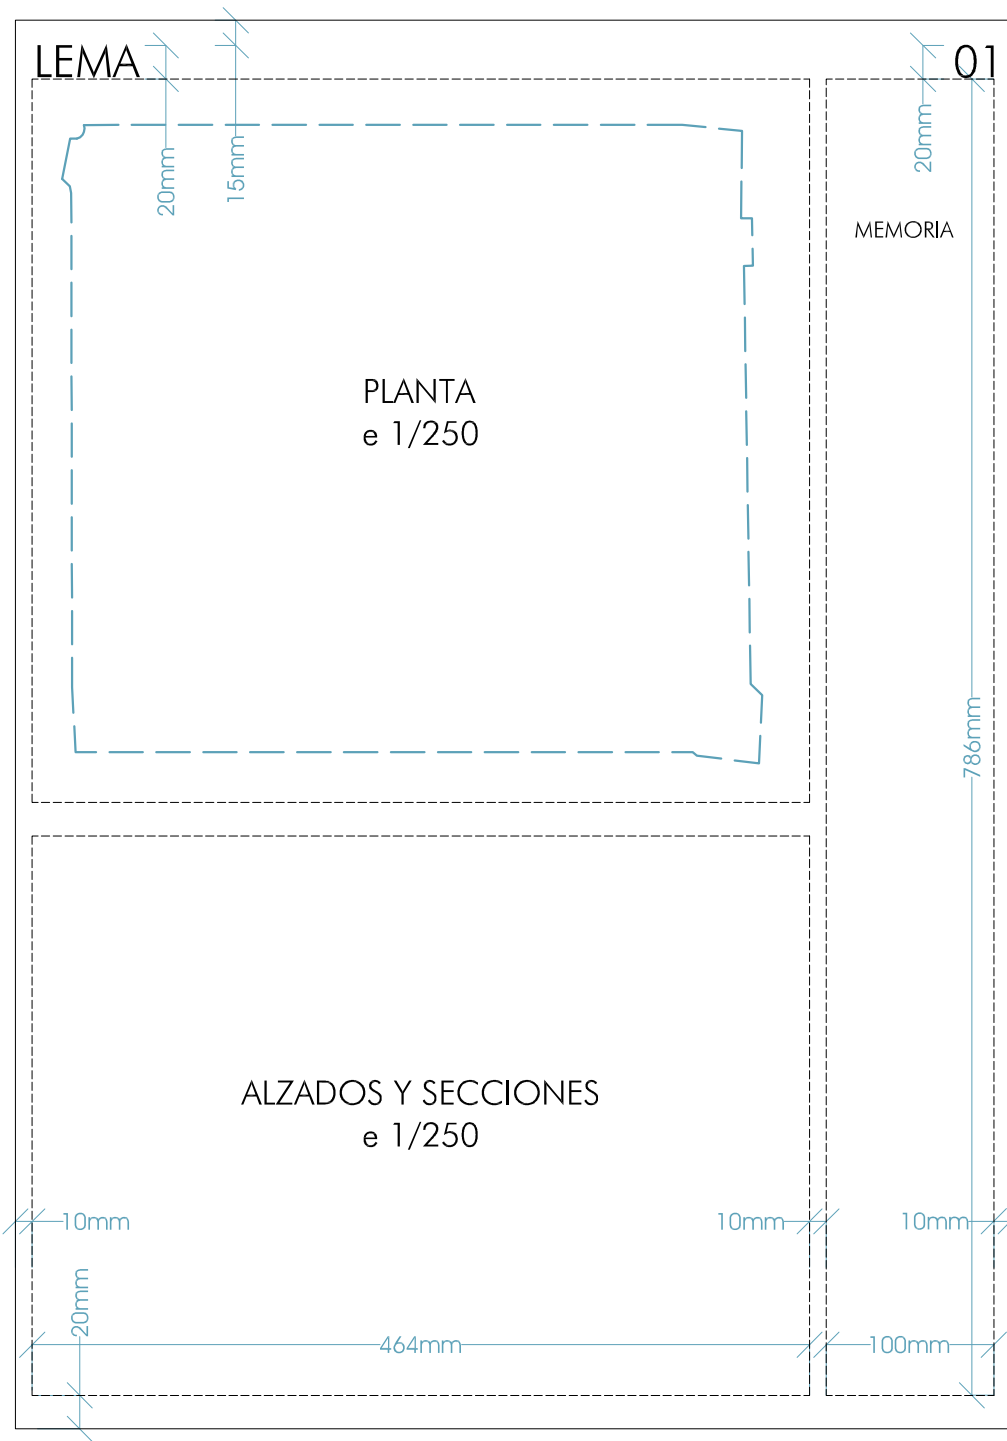 LEMA
01
20mm
15mm
20mm
MEMORIA
PLANTA
e 1/250
786mm
ALZADOS Y SECCIONES
e 1/250
10mm
10mm
10mm
20mm
464mm
100mm